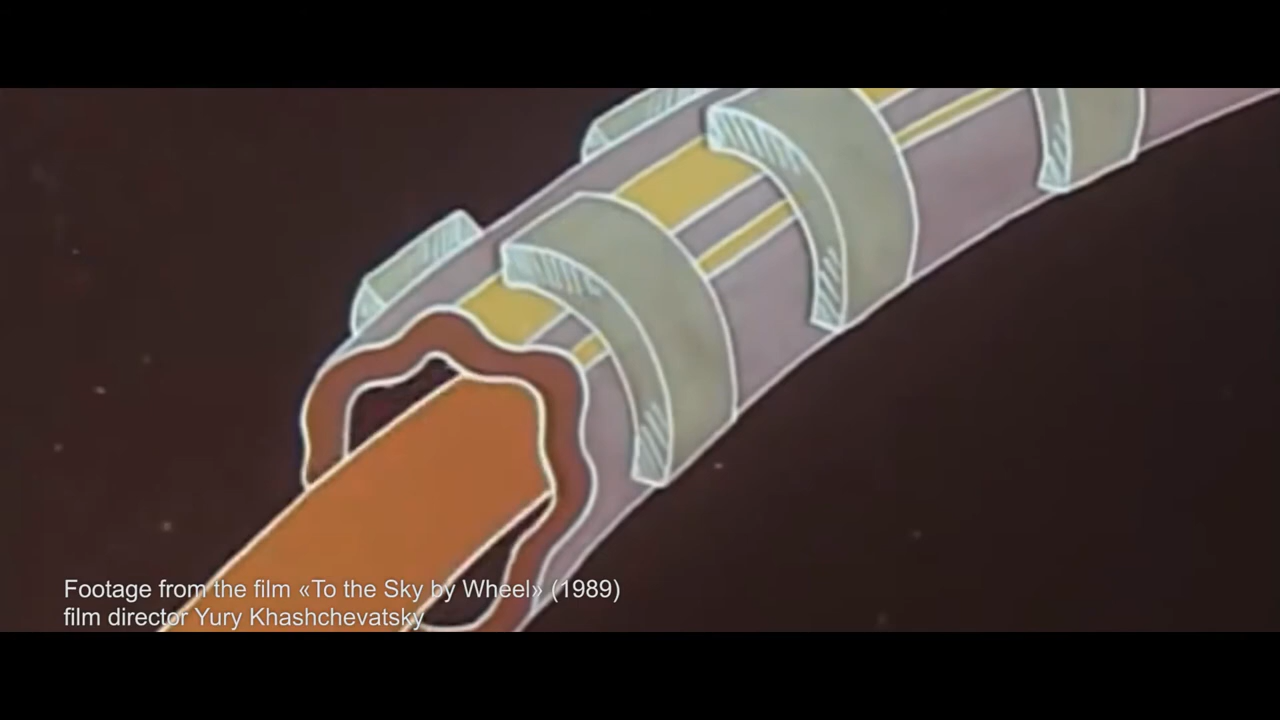 Footage from the film «To the Sky by Wheel» (1989)
film director Yury Khashchevatsky